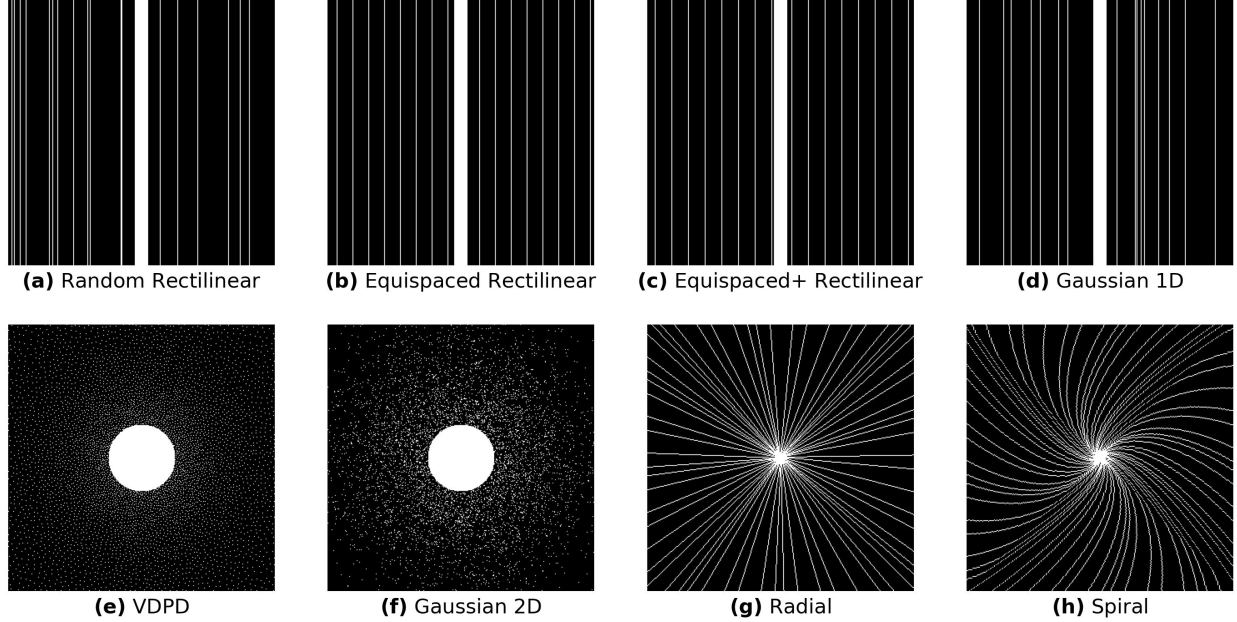 (a) Random Rectilinear
(b) Equispaced Rectilinear
(c) Equispaced+ Rectilinear
(d) Gaussian 1D
(e) VDPD
(f) Gaussian 2D
(g) Radial
(h) Spiral